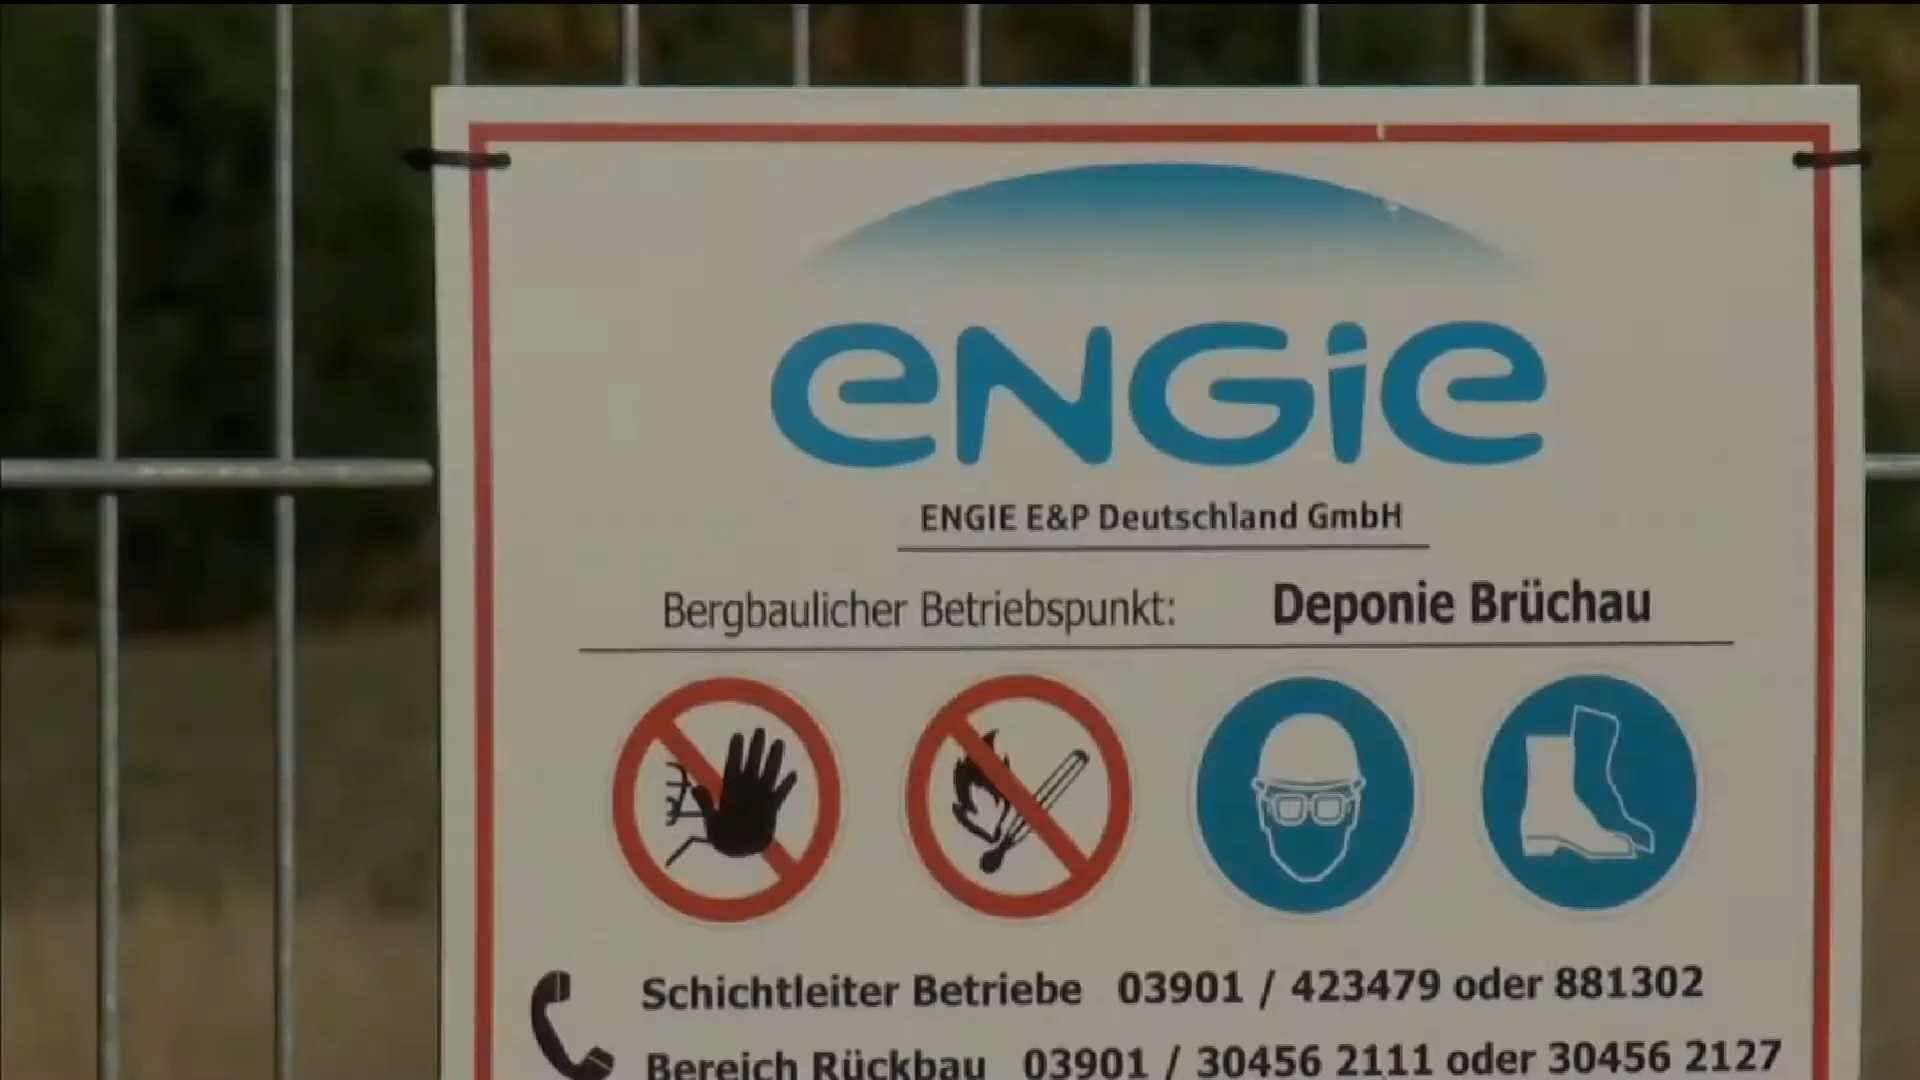 ENGIE
ENGIE E&P Deutschland GmbH
Bergbaulicher Betriebspunkt: Deponie Brüchau
Schichtleiter Betriebe 03901 / 423479 oder 881302
Bereich Rückbau 03901 / 30456 2111 oder 30456 2127